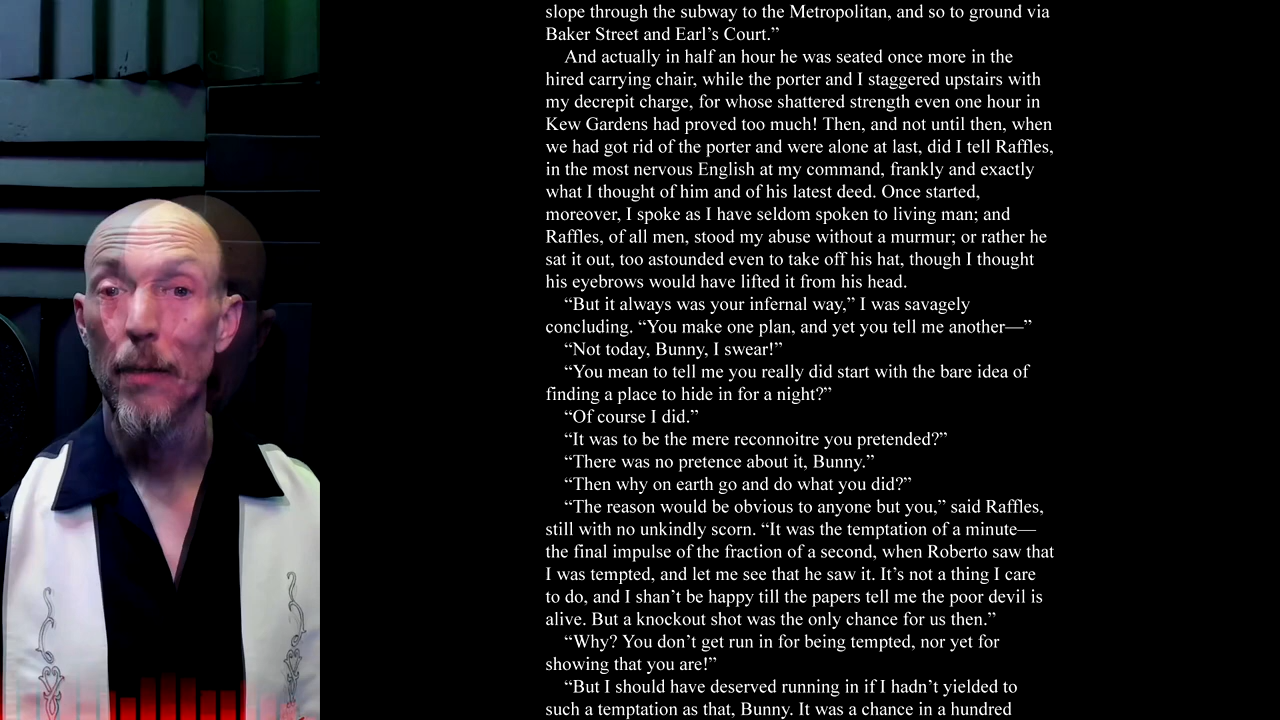 slope through the subway to the Metropolitan, and so to ground via
Baker Street and Earl’s Court.”
And actually in half an hour he was seated once more in the
hired carrying chair, while the porter and I staggered upstairs with
my decrepit charge, for whose shattered strength even one hour in
Kew Gardens had proved too much! Then, and not until then, when
we had got rid of the porter and were alone at last, did I tell Raffles,
in the most nervous English at my command, frankly and exactly
what I thought of him and of his latest deed. Once started,
moreover, I spoke as I have seldom spoken to living man; and
Raffles, of all men, stood my abuse without a murmur; or rather he
sat it out, too astounded even to take off his hat, though I thought
his eyebrows would have lifted it from his head.
“But it always was your infernal way,” I was savagely
concluding. “You make one plan, and yet you tell me another—”
“Not today, Bunny, I swear!”
“You mean to tell me you really did start with the bare idea of
finding a place to hide in for a night?”
“Of course I did.”
“It was to be the mere reconnoitre you pretended?”
“There was no pretence about it, Bunny.”
“Then why on earth go and do what you did?”
“The reason would be obvious to anyone but you,” said Raffles,
still with no unkindly scorn. “It was the temptation of a minute—
the final impulse of the fraction of a second, when Roberto saw that
I was tempted, and let me see that he saw it. It’s not a thing I care
to do, and I shan’t be happy till the papers tell me the poor devil is
alive. But a knockout shot was the only chance for us then.”
“Why? You don’t get run in for being tempted, nor yet for
showing that you are!”
“But I should have deserved running in if I hadn’t yielded to
such a temptation as that, Bunny. It was a chance in a hundred